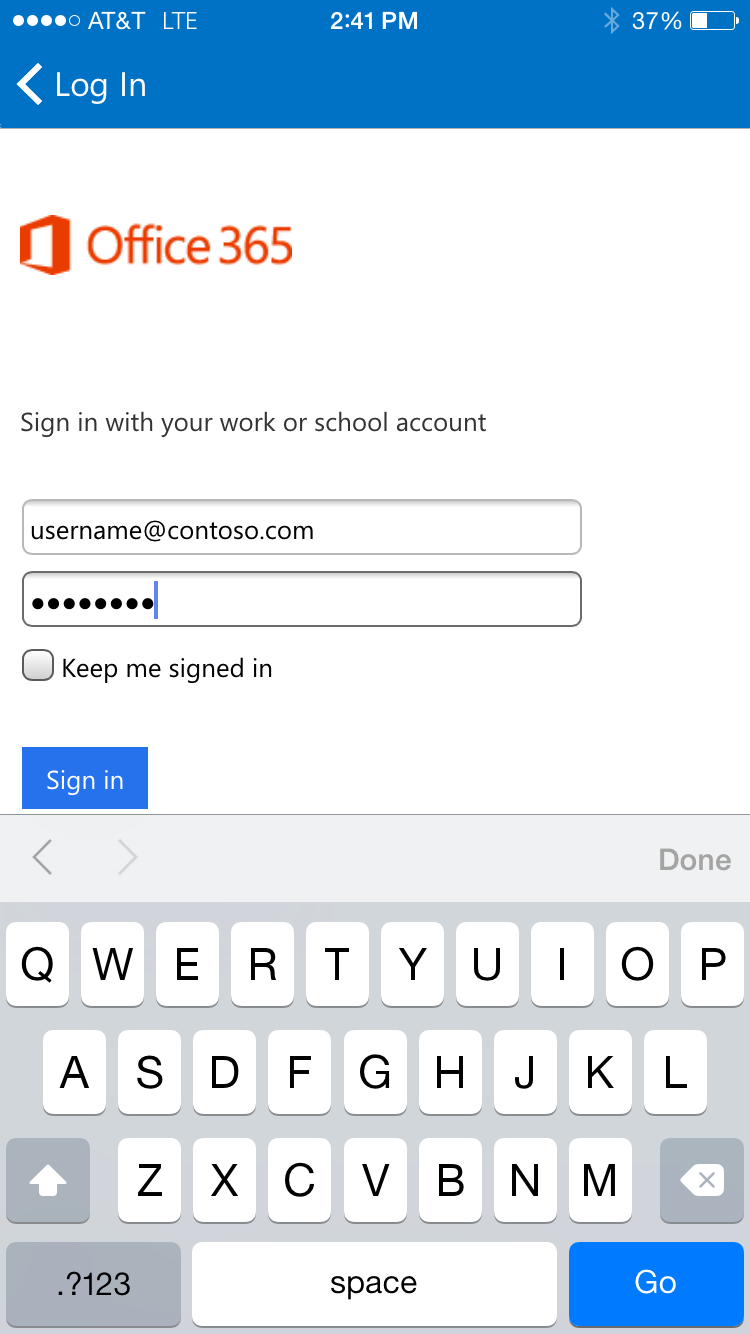 AT&T LTE 2:41 PM 37%
Log In
Office 365
Sign in with your work or school account
username@contoso.com
••••••••
Keep me signed in
Sign in
Done
Q W E R T Y U I O P
A S D F G H J K L
Z X C V B N M
.?123 space Go